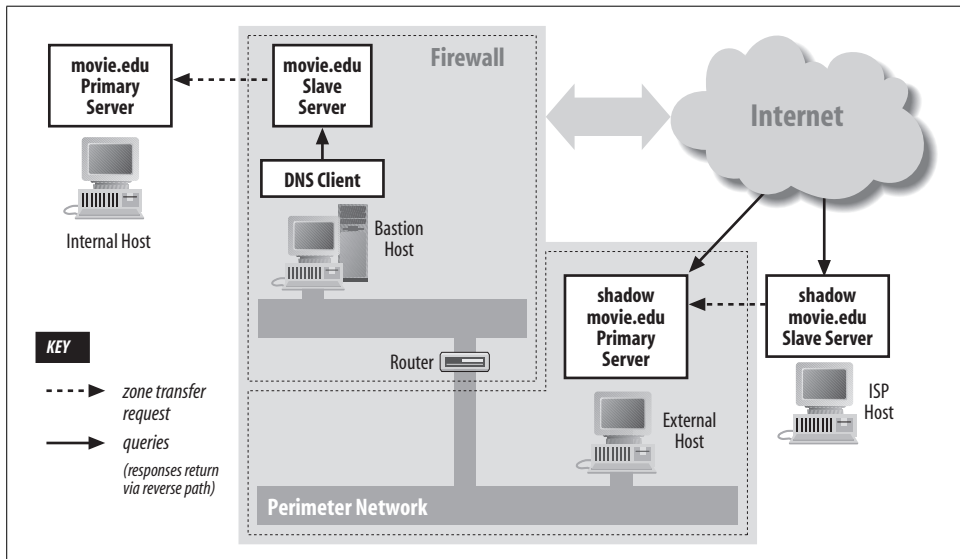 movie.edu
Primary
Server
Internal Host
movie.edu
Slave
Server
DNS Client
Bastion
Host
Firewall
Internet
Router
shadow
movie.edu
Primary
Server
External
Host
shadow
movie.edu
Slave Server
ISP
Host
Perimeter Network
KEY
zone transfer
request
queries
(responses return
via reverse path)